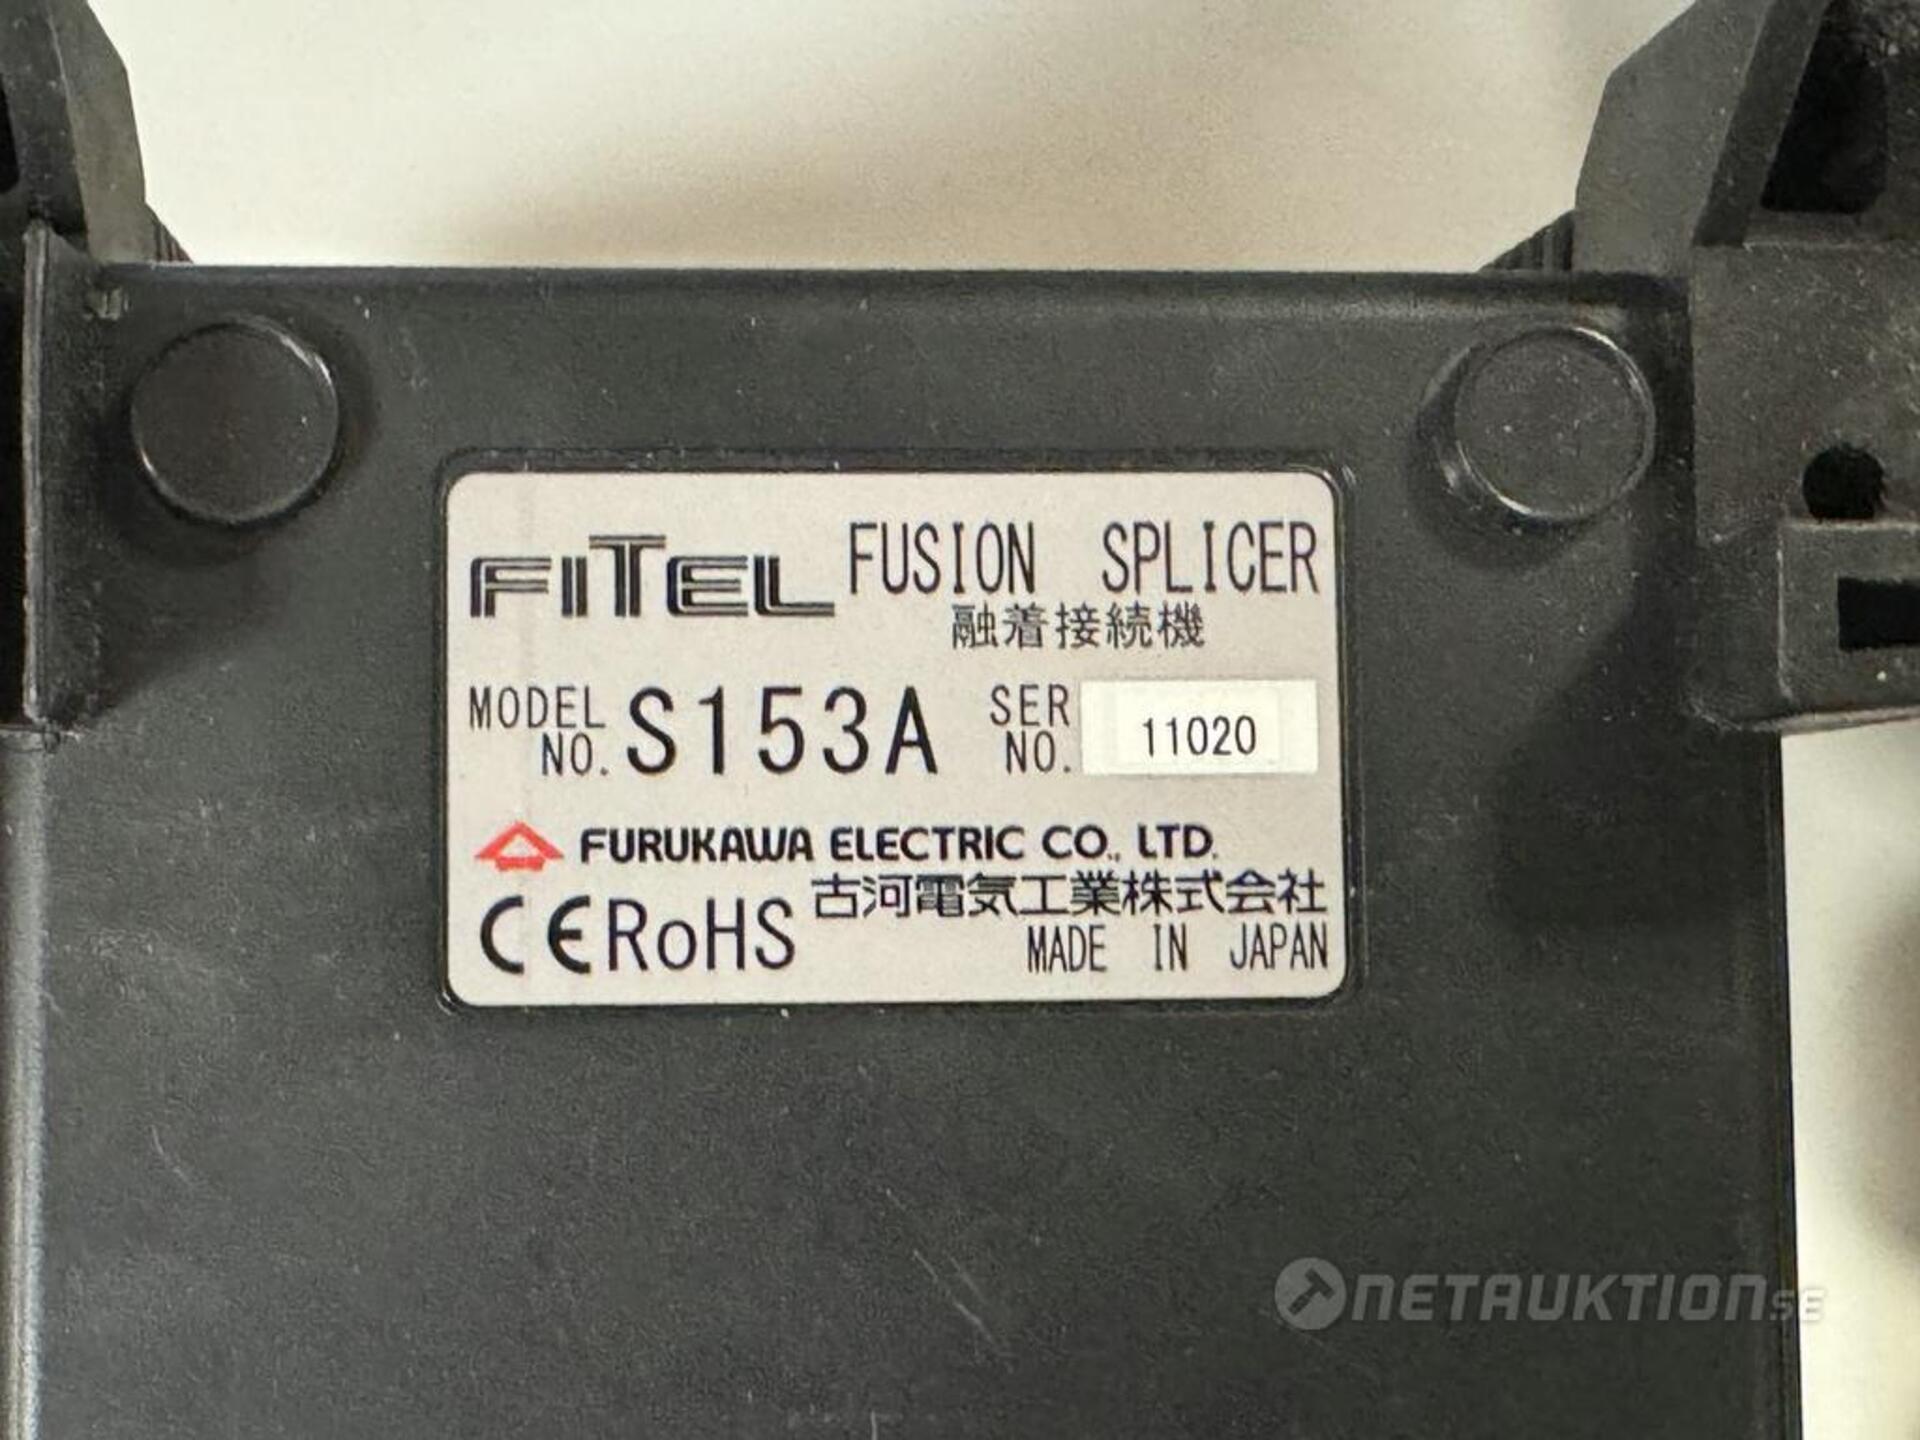 FITEL FUSION SPLICER
融着接続機
MODEL NO. S153A SER NO. 11020
FURUKAWA ELECTRIC CO., LTD.
古河電気工業株式会社
CE RoHS MADE IN JAPAN
NETAUKTION.SE